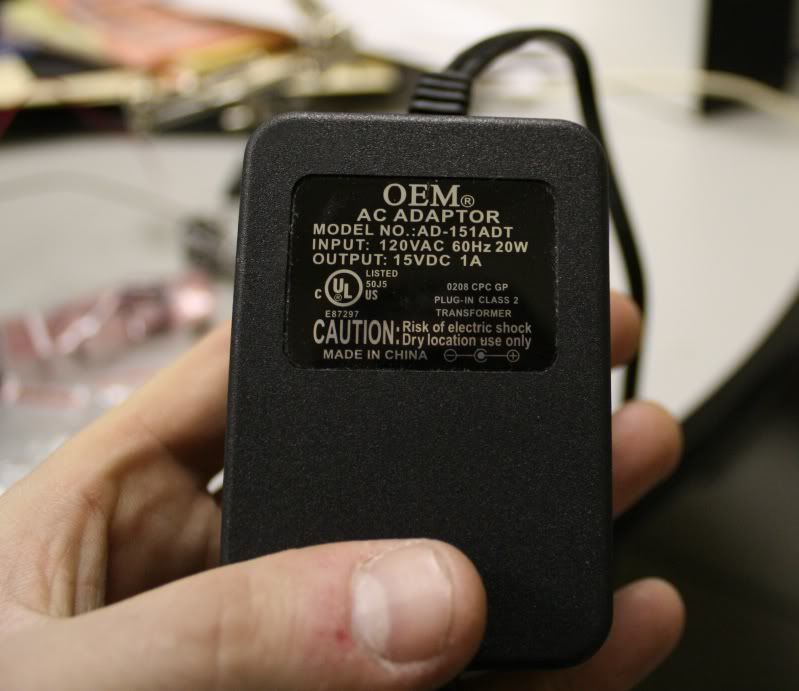 OEM®
AC ADAPTOR
MODEL NO.:AD-151ADT
INPUT: 120VAC 60Hz 20W
OUTPUT: 15VDC 1A
C UL ® US
LISTED
50J5
E87297
0208 CPC GP
PLUG-IN CLASS 2
TRANSFORMER
CAUTION: Risk of electric shock
Dry location use only
MADE IN CHINA